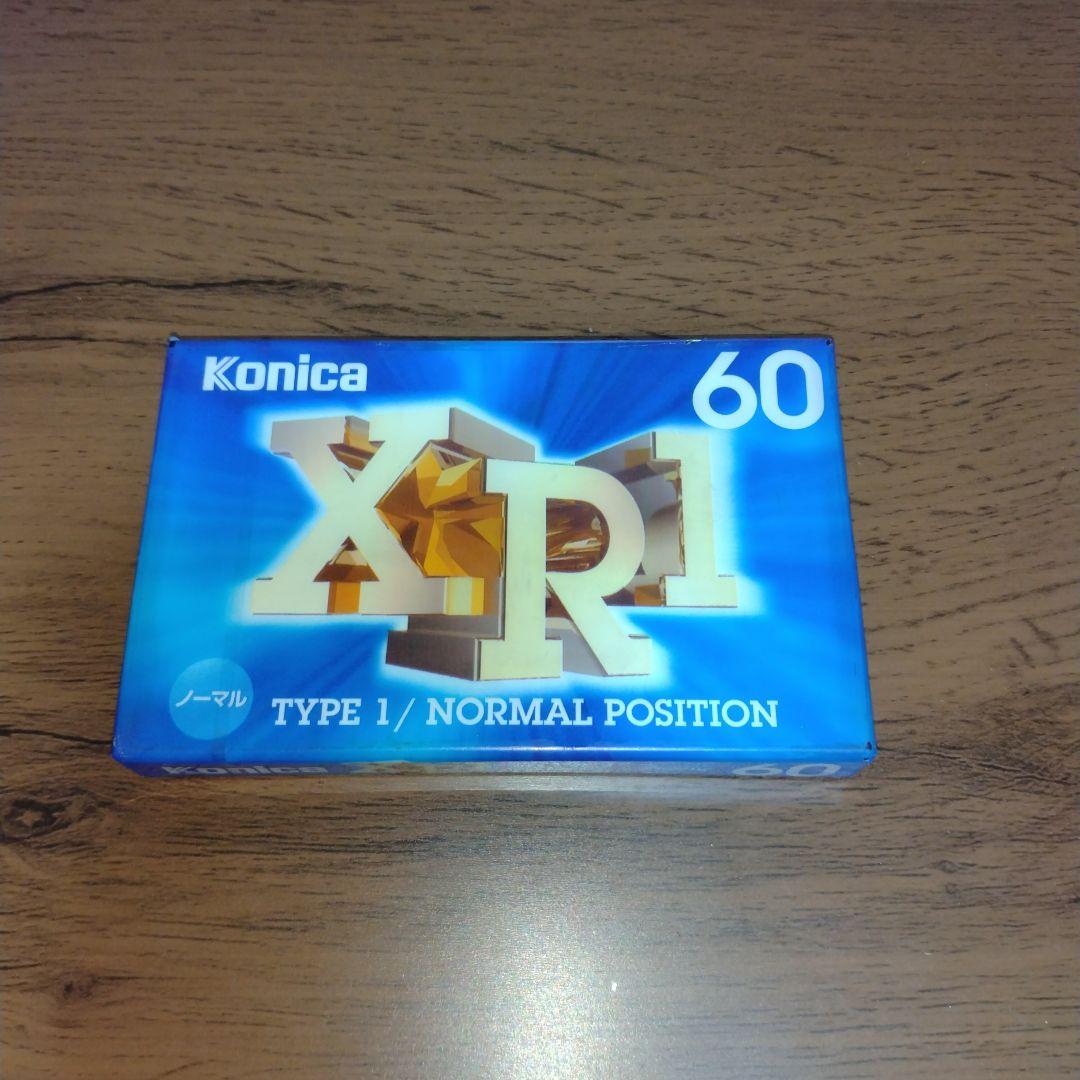 Konica
60
XR1
ノーマル
TYPE 1/ NORMAL POSITION
Konica
60